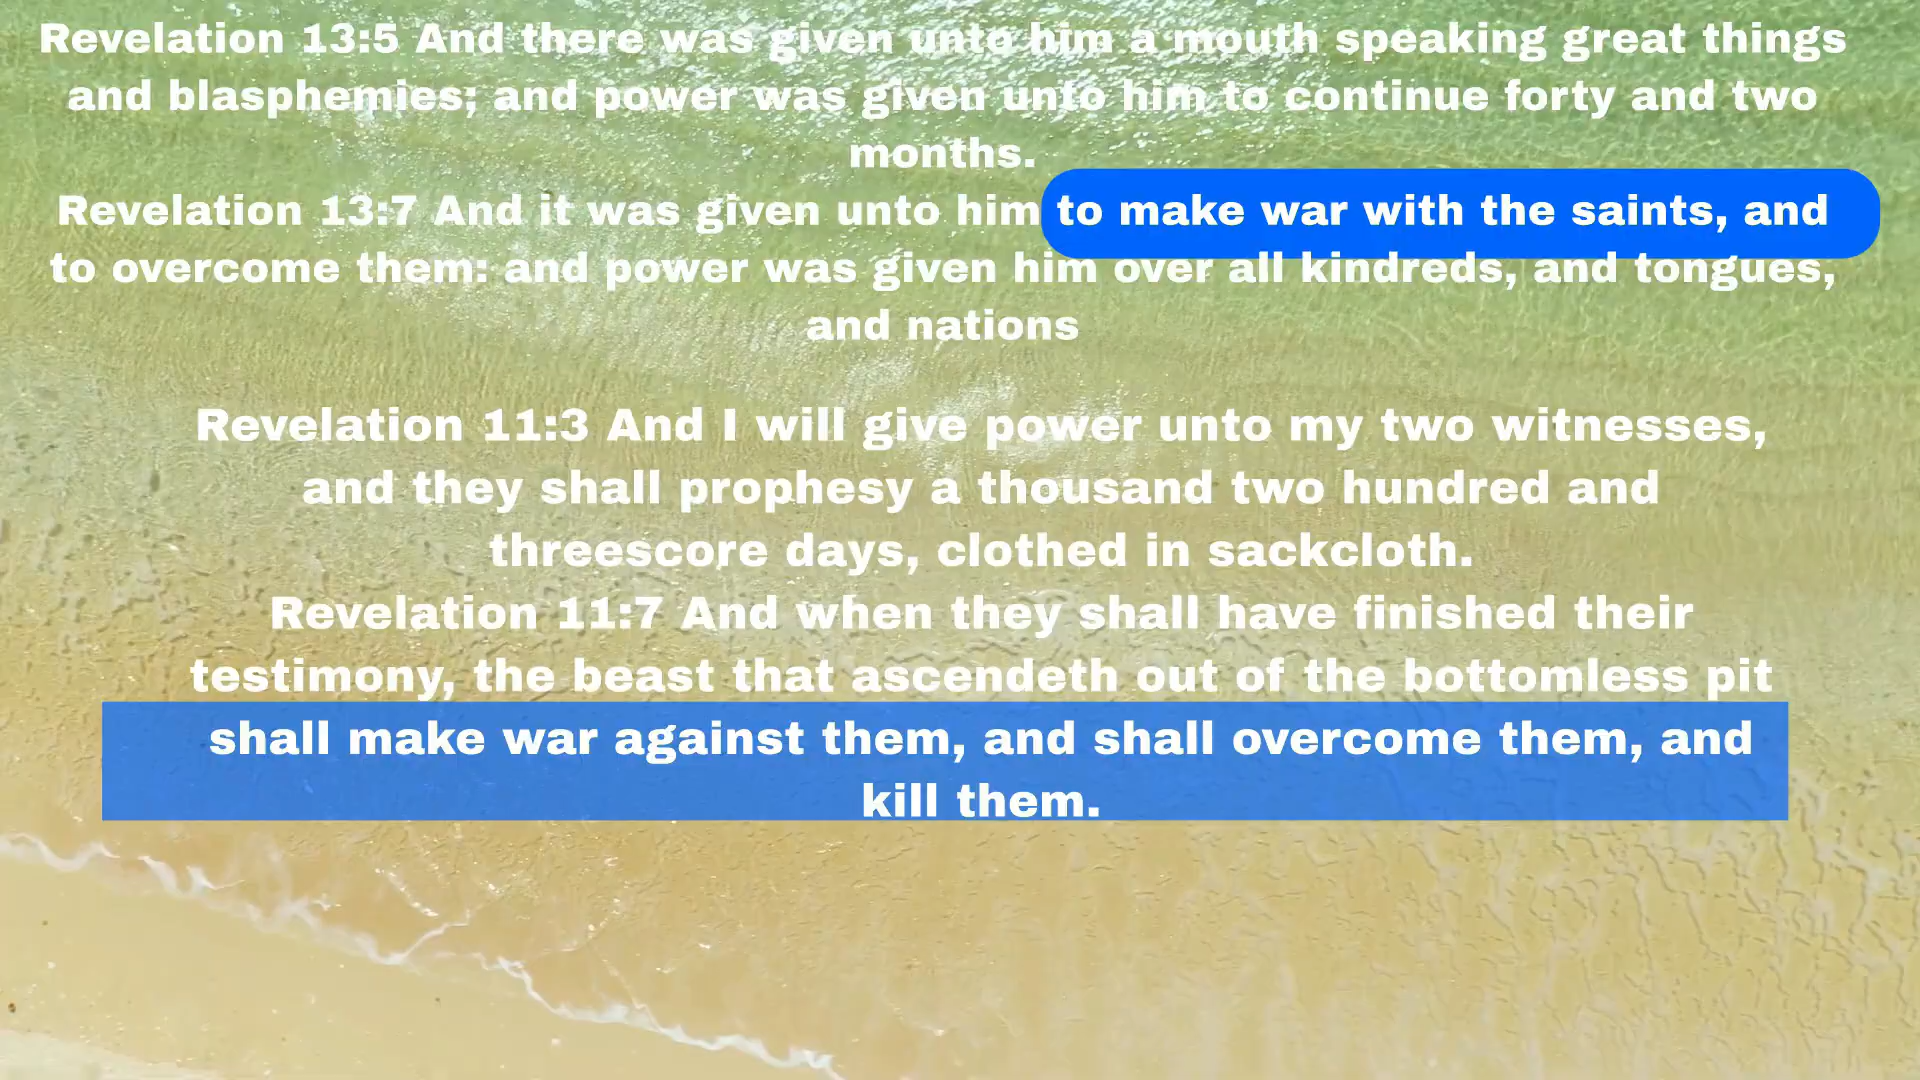 Revelation 13:5 And there was given unto him a mouth speaking great things
and blasphemies; and power was given unto him to continue forty and two
months.
Revelation 13:7 And it was given unto him to make war with the saints, and
to overcome them: and power was given him over all kindreds, and tongues,
and nations
Revelation 11:3 And I will give power unto my two witnesses,
and they shall prophesy a thousand two hundred and
threescore days, clothed in sackcloth.
Revelation 11:7 And when they shall have finished their
testimony, the beast that ascendeth out of the bottomless pit
shall make war against them, and shall overcome them, and
kill them.